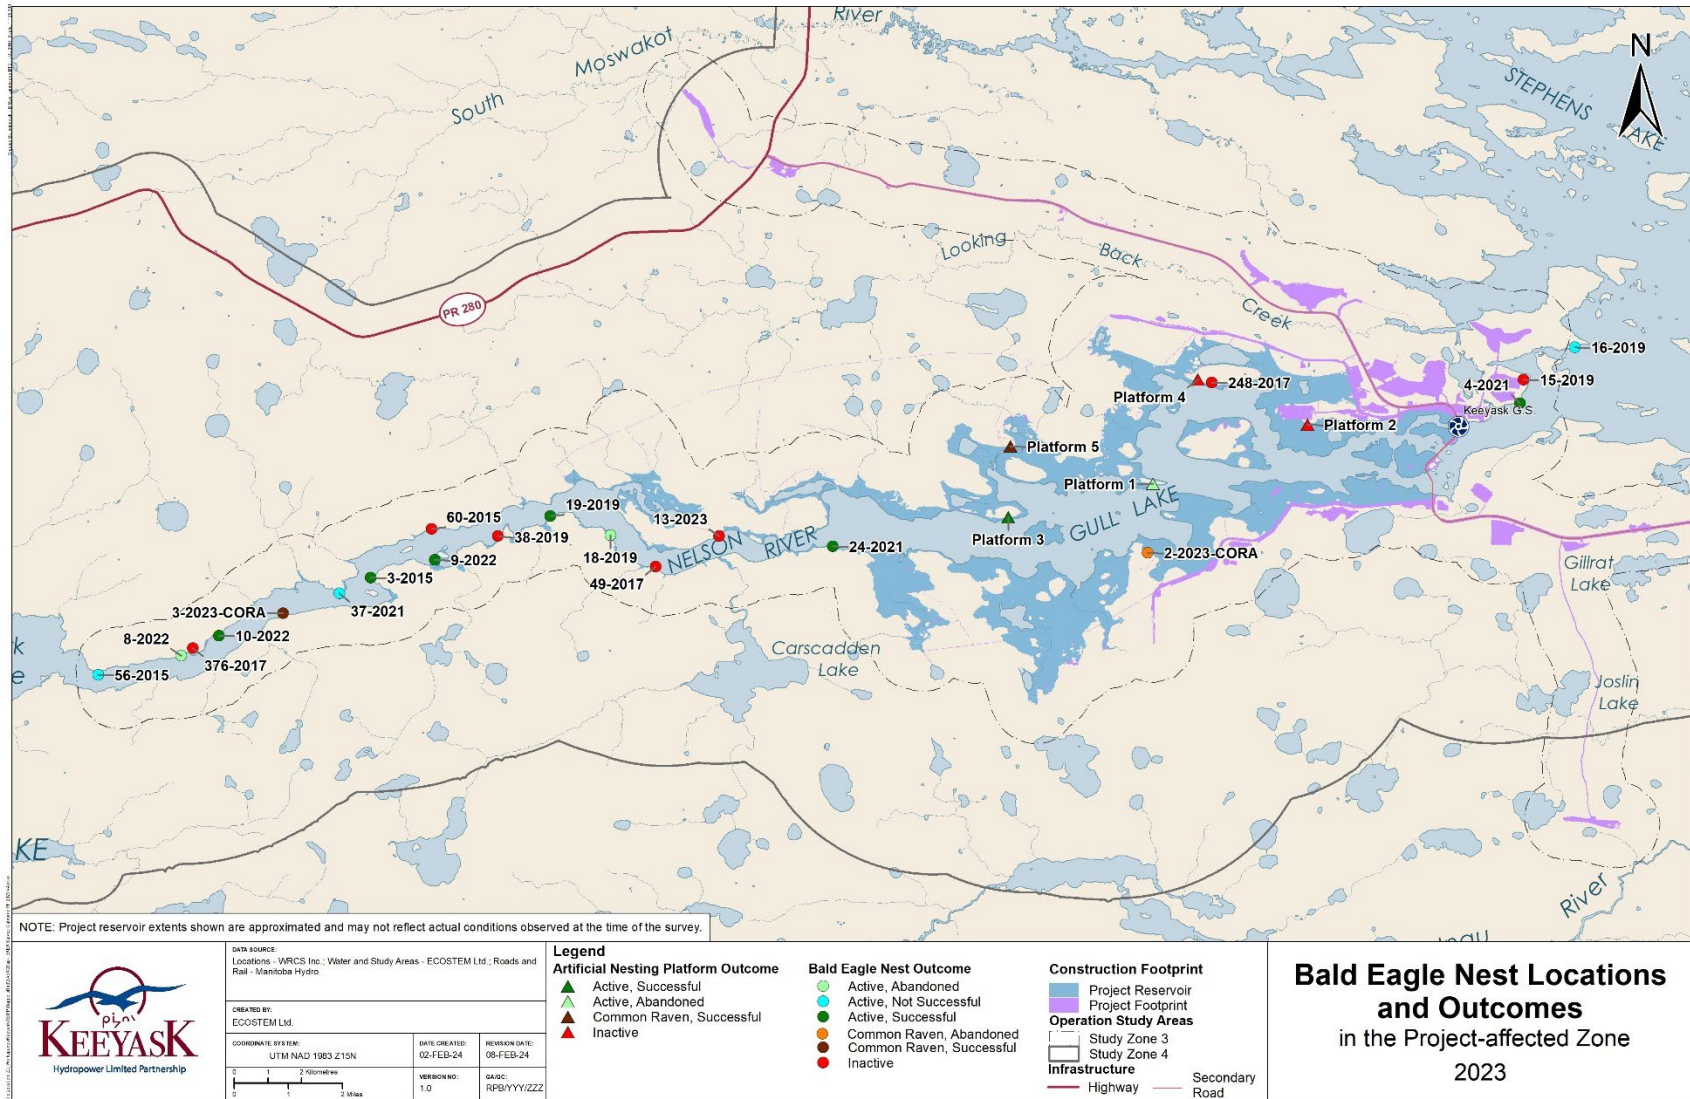 River
Moswakot
South
N
STEPHENS
LAKE
PR 280
Looking
Back
Creek
16-2019
15-2019
4-2021
Keeyask G.S.
248-2017
Platform 4
Platform 2
Platform 5
Platform 1
GULL LAKE
Platform 3
2-2023-CORA
60-2015
19-2019
13-2023
38-2019
18-2019
NELSON RIVER
24-2021
49-2017
9-2022
3-2015
37-2021
3-2023-CORA
10-2022
8-2022
376-2017
56-2015
Carscadden
Lake
Gillrat
Lake
Joslin
Lake
KE
River
NOTE: Project reservoir extents shown are approximated and may not reflect actual conditions observed at the time of the survey.
KEEYASK
Hydropower Limited Partnership
DATA SOURCE:
Locations - WRCS Inc.; Water and Study Areas - ECOSTEM Ltd.; Roads and
Rail - Manitoba Hydro
CREATED BY:
ECOSTEM Ltd.
COORDINATE SYSTEM:
UTM NAD 1983 Z15N
DATE CREATED:
02-FEB-24
REVISION DATE:
08-FEB-24
0 1 2 Kilometres
0 1 2 Miles
VERSION NO:
1.0
QA/QC:
RPB/YYY/ZZZ
Legend
Artificial Nesting Platform Outcome
Active, Successful
Active, Abandoned
Common Raven, Successful
Inactive
Bald Eagle Nest Outcome
Active, Abandoned
Active, Not Successful
Active, Successful
Common Raven, Abandoned
Common Raven, Successful
Inactive
Construction Footprint
Project Reservoir
Project Footprint
Operation Study Areas
Study Zone 3
Study Zone 4
Infrastructure
Highway
Secondary
Road
Bald Eagle Nest Locations
and Outcomes
in the Project-affected Zone
2023